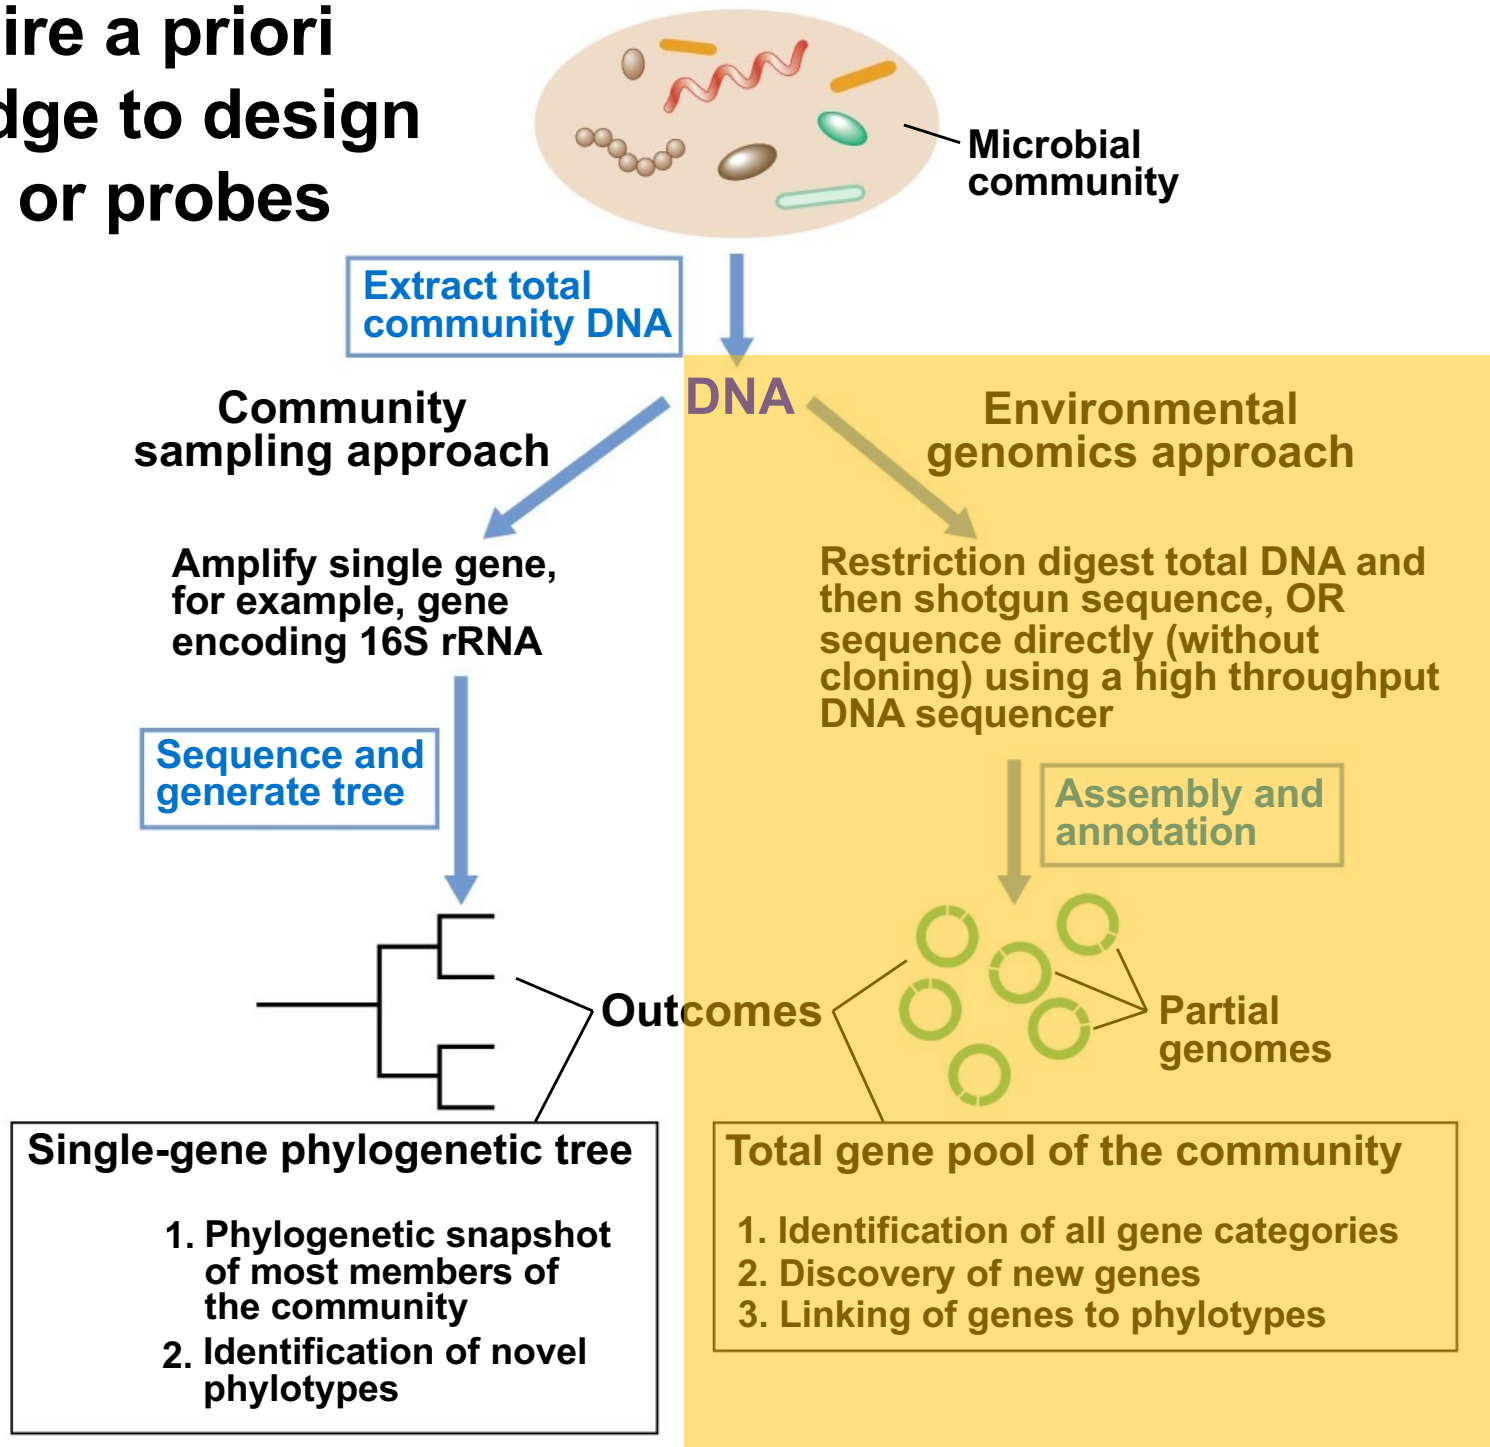 ire a priori
dge to design
or probes
Microbial
community
Extract total
community DNA
DNA
Community
sampling approach
Environmental
genomics approach
Amplify single gene,
for example, gene
encoding 16S rRNA
Restriction digest total DNA and
then shotgun sequence, OR
sequence directly (without
cloning) using a high throughput
DNA sequencer
Sequence and
generate tree
Assembly and
annotation
Outcomes
Partial
genomes
Single-gene phylogenetic tree
1. Phylogenetic snapshot
of most members of
the community
2. Identification of novel
phylotypes
Total gene pool of the community
1. Identification of all gene categories
2. Discovery of new genes
3. Linking of genes to phylotypes